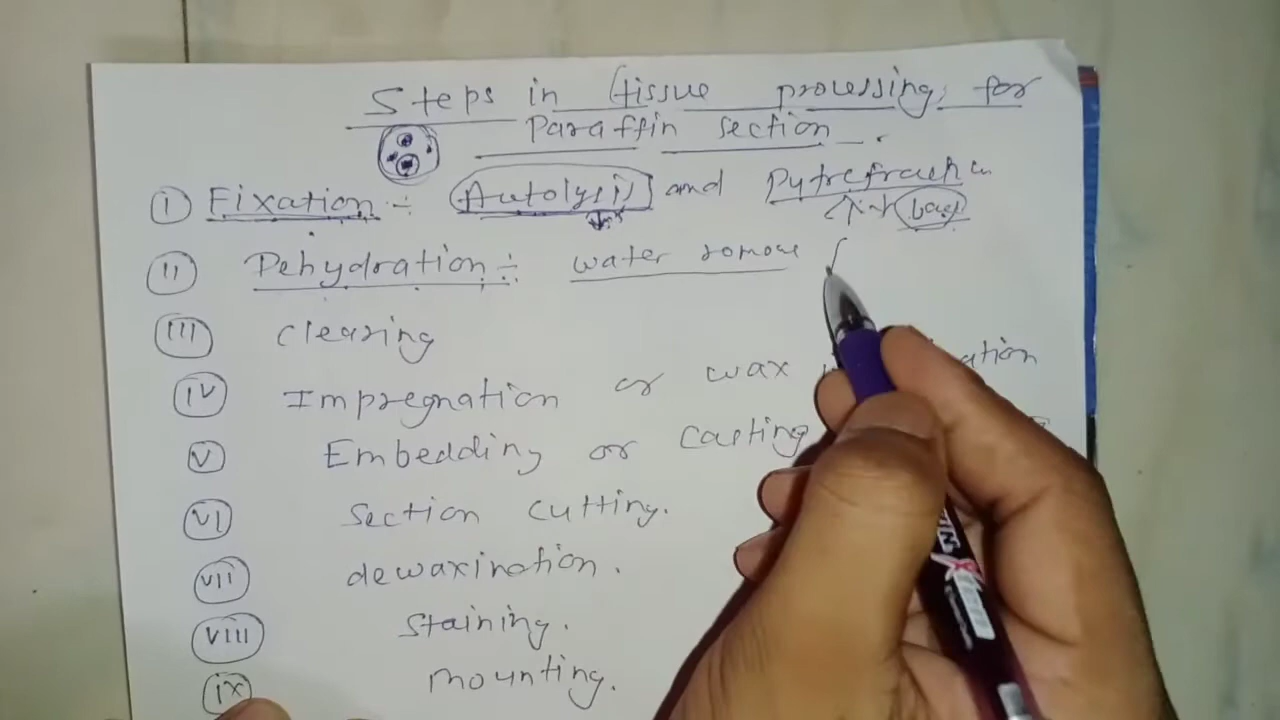 Steps in tissue processing for
Paraffin section.
I Fixation :- Autolysis and Putrefraction
II Dehydration :- water remove
III Clearing
IV Impregnation or wax
V Embedding or casting
VI Section cutting.
VII dewaxination.
VIII Staining.
IX mounting.